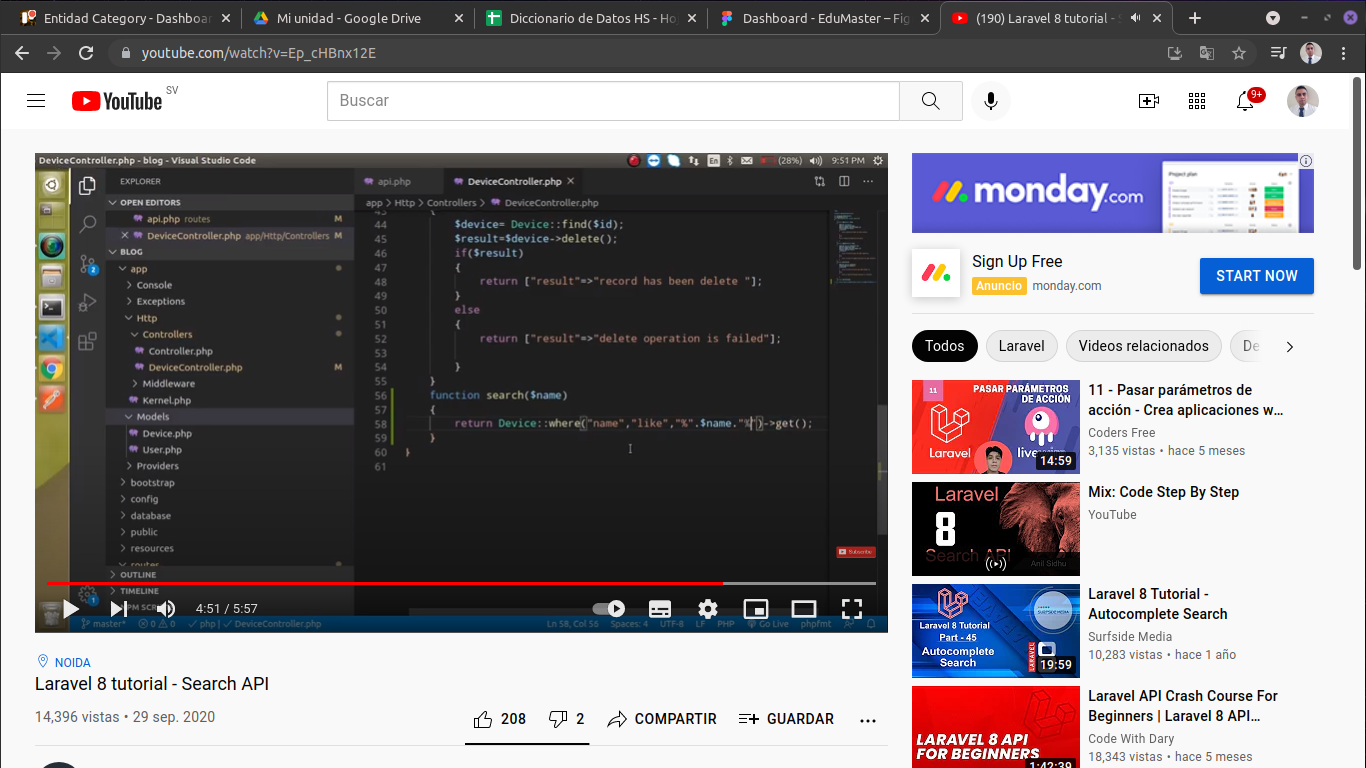 Entidad Category - Dashboa
Mi unidad - Google Drive
Diccionario de Datos HS - Ho
Dashboard - EduMaster – Fig
(190) Laravel 8 tutorial - S
youtube.com/watch?v=Ep_cHBnx12E
YouTube SV
Buscar
9+
DeviceController.php - blog - Visual Studio Code
En (28%) 9:51 PM
EXPLORER
api.php
DeviceController.php
OPEN EDITORS
api.php routes M
DeviceController.php app/Http/Controllers M
BLOG
app
Console
Exceptions
Http
Controllers
Controller.php
DeviceController.php M
Middleware
Kernel.php
Models
Device.php
User.php
Providers
bootstrap
config
database
public
resources
routes
OUTLINE
TIMELINE
NPM SCR
app > Http > Controllers > DeviceController.php
43 {
44 $device= Device::find($id);
45 $result=$device->delete();
46 if($result)
47 {
48 return ["result"=>"record has been delete "];
49 }
50 else
51 {
52 return ["result"=>"delete operation is failed"];
53
54 }
55 }
56 function search($name)
57 {
58 return Device::where("name","like","%".$name."%")->get();
59 }
60 }
61
Subscribe
4:51 / 5:57
master* 0 0 php | DeviceController.php
Ln 58, Col 56 Spaces: 4 UTF-8 LF PHP Go Live phpfmt
NOIDA
Laravel 8 tutorial - Search API
14,396 vistas • 29 sep. 2020
208
2
COMPARTIR
GUARDAR
monday.com
Project plan
Sign Up Free
Anuncio monday.com
START NOW
Todos
Laravel
Videos relacionados
De
11
PASAR PARÁMETROS
DE ACCIÓN
Laravel
livewire
14:59
11 - Pasar parámetros de
acción - Crea aplicaciones w…
Coders Free
3,135 vistas • hace 5 meses
Laravel
8
Search API
Anil Sidhu
Mix: Code Step By Step
YouTube
Laravel 8 Tutorial
Part - 45
Autocomplete
Search
SURFSIDE MEDIA
19:59
Laravel 8 Tutorial -
Autocomplete Search
Surfside Media
10,283 vistas • hace 1 año
LARAVEL 8 API
FOR BEGINNERS
1:42:39
Laravel API Crash Course For
Beginners | Laravel 8 API…
Code With Dary
18,343 vistas • hace 5 meses